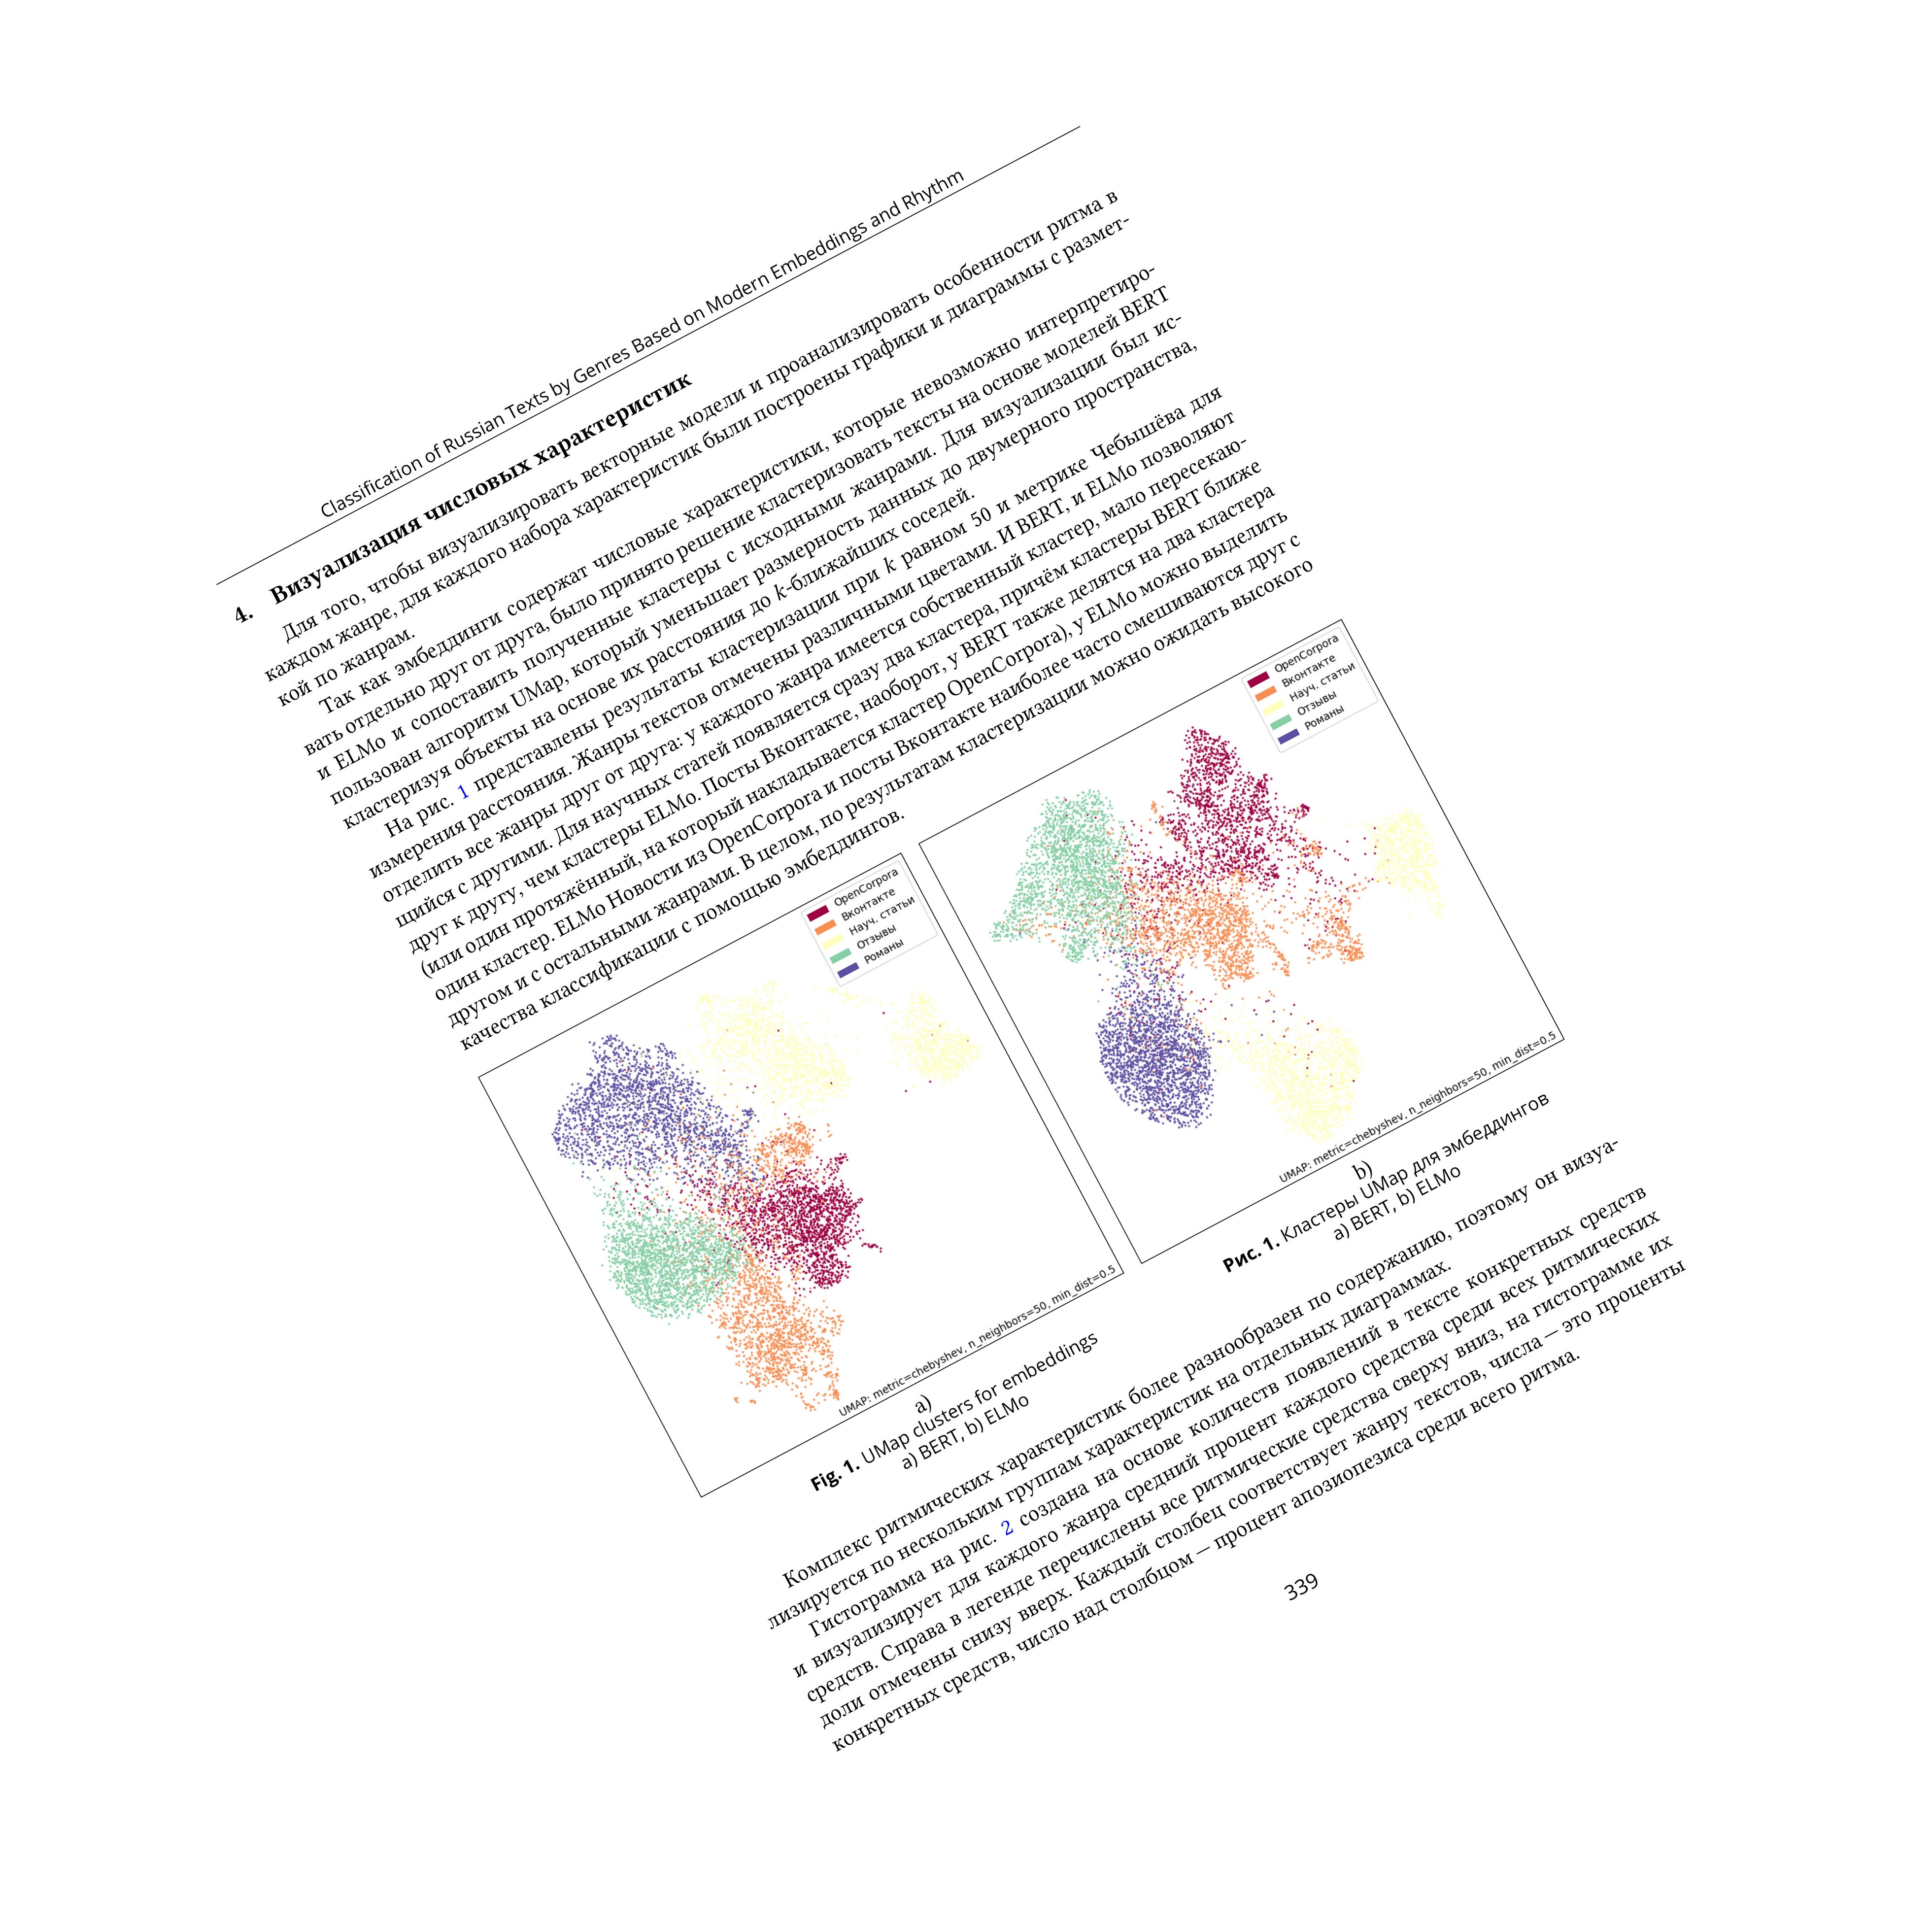 Classification of Russian Texts by Genres Based on Modern Embeddings and Rhythm
4. Визуализация числовых характеристик
Для того, чтобы визуализировать векторные модели и проанализировать особенности ритма в
каждом жанре, для каждого набора характеристик были построены графики и диаграммы с размет-
кой по жанрам.
Так как эмбеддинги содержат числовые характеристики, которые невозможно интерпретиро-
вать отдельно друг от друга, было принято решение кластеризовать тексты на основе моделей BERT
и ELMo и сопоставить полученные кластеры с исходными жанрами. Для визуализации был ис-
пользован алгоритм UMap, который уменьшает размерность данных до двумерного пространства,
кластеризуя объекты на основе их расстояния до k-ближайших соседей.
На рис. 1 представлены результаты кластеризации при k равном 50 и метрике Чебышёва для
измерения расстояния. Жанры текстов отмечены различными цветами. И BERT, и ELMo позволяют
отделить все жанры друг от друга: у каждого жанра имеется собственный кластер, мало пересекаю-
щийся с другими. Для научных статей появляется сразу два кластера, причём кластеры BERT ближе
друг к другу, чем кластеры ELMo. Посты Вконтакте, наоборот, у BERT также делятся на два кластера
(или один протяжённый, на который накладывается кластер OpenCorpora), у ELMo можно выделить
один кластер. ELMo Новости из OpenCorpora и посты Вконтакте наиболее часто смешиваются друг с
другом и с остальными жанрами. В целом, по результатам кластеризации можно ожидать высокого
качества классификации с помощью эмбеддингов.
OpenCorpora
Вконтакте
Науч. статьи
Отзывы
Романы
UMAP: metric=chebyshev, n_neighbors=50, min_dist=0.5
a)
OpenCorpora
Вконтакте
Науч. статьи
Отзывы
Романы
UMAP: metric=chebyshev, n_neighbors=50, min_dist=0.5
b)
Fig. 1. UMap clusters for embeddings
a) BERT, b) ELMo
Рис. 1. Кластеры UMap для эмбеддингов
a) BERT, b) ELMo
Комплекс ритмических характеристик более разнообразен по содержанию, поэтому он визуа-
лизируется по нескольким группам характеристик на отдельных диаграммах.
Гистограмма на рис. 2 создана на основе количеств появлений в тексте конкретных средств
и визуализирует для каждого жанра средний процент каждого средства среди всех ритмических
средств. Справа в легенде перечислены все ритмические средства сверху вниз, на гистограмме их
доли отмечены снизу вверх. Каждый столбец соответствует жанру текстов, числа — это проценты
конкретных средств, число над столбцом — процент апозиопезиса среди всего ритма.
339